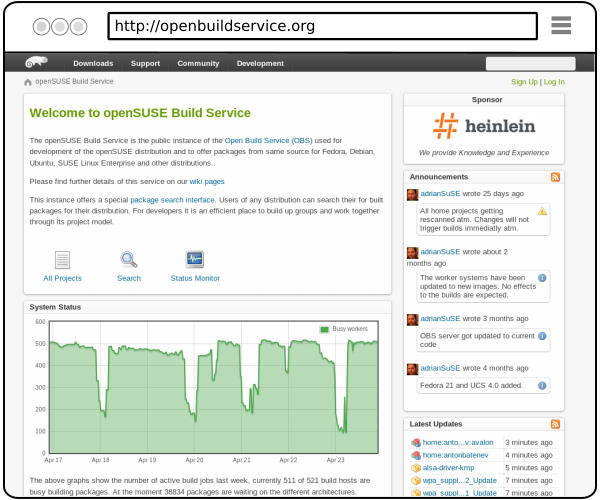 http://openbuildservice.org
Downloads Support Community Development
openSUSE Build Service
Sign Up | Log In
Welcome to openSUSE Build Service
The openSUSE Build Service is the public instance of the Open Build Service (OBS) used for
development of the openSUSE distribution and to offer packages from same source for Fedora, Debian,
Ubuntu, SUSE Linux Enterprise and other distributions..
Please find further details of this service on our wiki pages
This instance offers a special package search interface. Users of any distribution can search their for built
packages for their distribution. For developers it is an efficient place to build up groups and work together
through its project model.
All Projects
Search
Status Monitor
System Status
600
500
400
300
200
100
0
Busy workers
Apr 17
Apr 18
Apr 19
Apr 20
Apr 21
Apr 22
Apr 23
The above graphs show the number of active build jobs last week, currently 511 of 521 build hosts are
busy building packages. At the moment 38834 packages are waiting on the different architectures.
Sponsor
heinlein
We provide Knowledge and Experience
Announcements
adrianSuSE wrote 25 days ago
All home projects getting
rescanned atm. Changes will not
trigger builds immediatly atm.
adrianSuSE wrote about 2
months ago
The worker systems have been
updated to new images. No effects
to the builds are expected.
adrianSuSE wrote 3 months ago
OBS server got updated to current
code
adrianSuSE wrote 4 months ago
Fedora 21 and UCS 4.0 added.
Latest Updates
home:anto...v:avalon 3 minutes ago
home:antonbatenev 4 minutes ago
alsa-driver-kmp 5 minutes ago
wpa_suppl...2_Update 7 minutes ago
wpa_suppl...1_Update 7 minutes ago